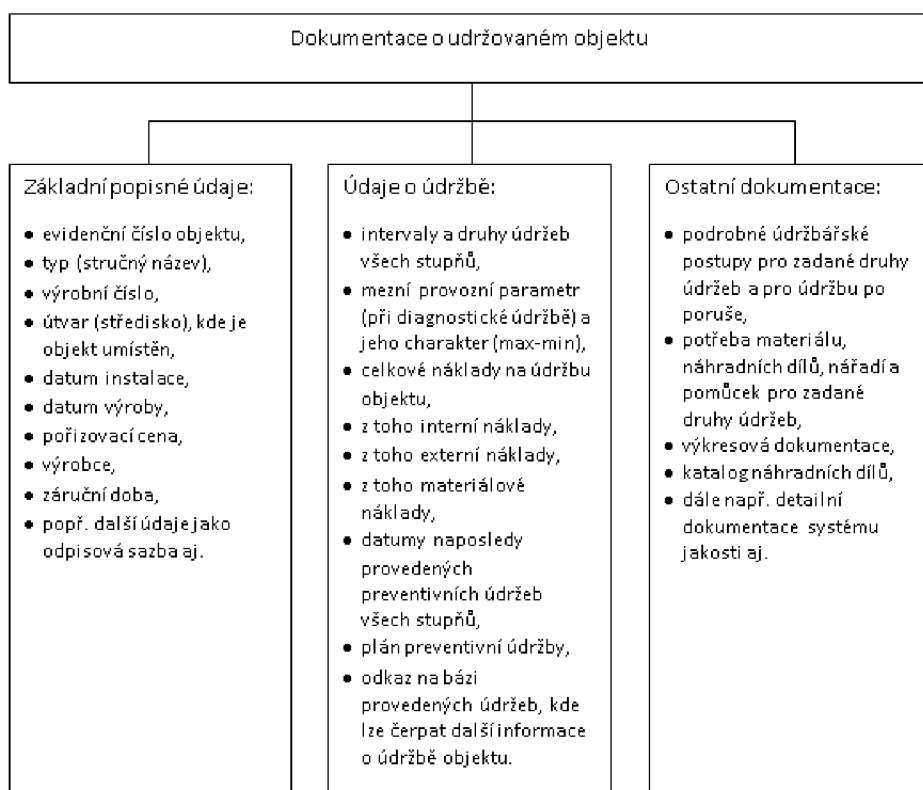 Dokumentace o udržovaném objektu
Základní popisné údaje:
● evidenční číslo objektu,
● typ (stručný název),
● výrobní číslo,
● útvar (středisko), kde je
objekt umístěn,
● datum instalace,
● datum výroby,
● pořizovací cena,
● výrobce,
● záruční doba,
● popř. další údaje jako
odpisová sazba aj.
Údaje o údržbě:
● intervaly a druhy údržeb
všech stupňů,
● mezní provozní parametr
(při diagnostické údržbě) a
jeho charakter (max-min),
● celkové náklady na údržbu
objektu,
● z toho interní náklady,
● z toho externí náklady,
● z toho materiálové
náklady,
● datumy naposledy
provedených
preventivních údržeb
všech stupňů,
● plán preventivní údržby,
● odkaz na bázi
provedených údržeb, kde
lze čerpat další informace
o údržbě objektu.
Ostatní dokumentace:
● podrobné údržbářské
postupy pro zadané druhy
údržeb a pro údržbu po
poruše,
● potřeba materiálu,
náhradních dílů, nářadí a
pomůcek pro zadané
druhy údržeb,
● výkresová dokumentace,
● katalog náhradních dílů,
● dále např. detailní
dokumentace systému
jakosti aj.